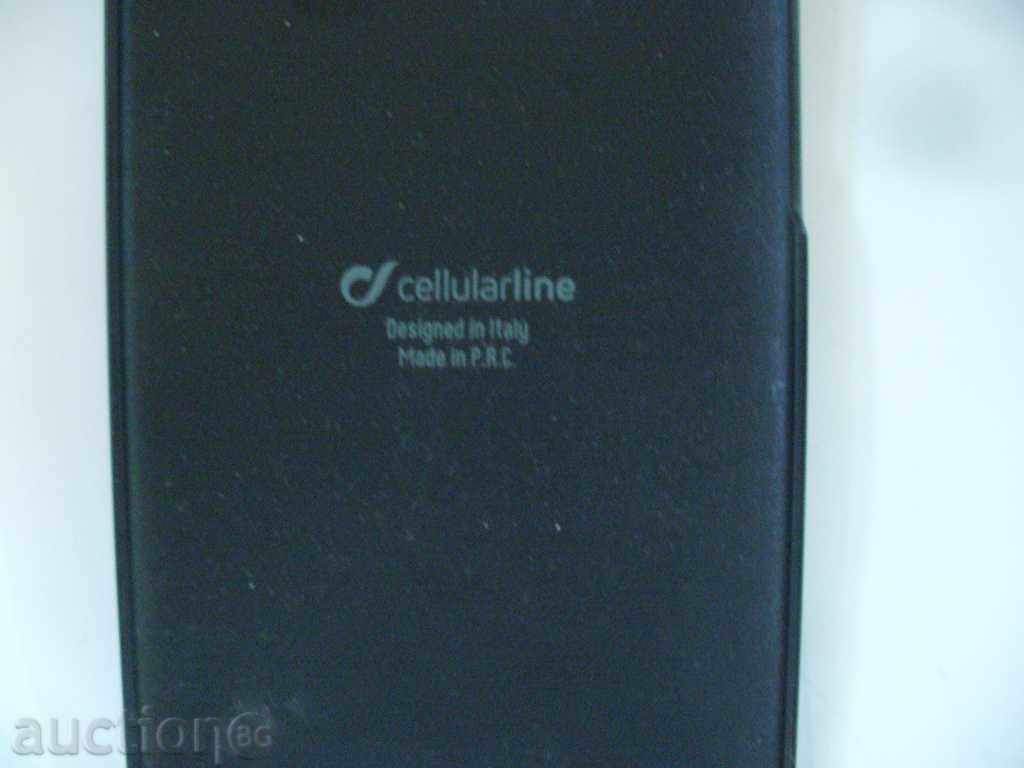 cellularline
Designed in Italy
Made in P.R.C.
auctionBG